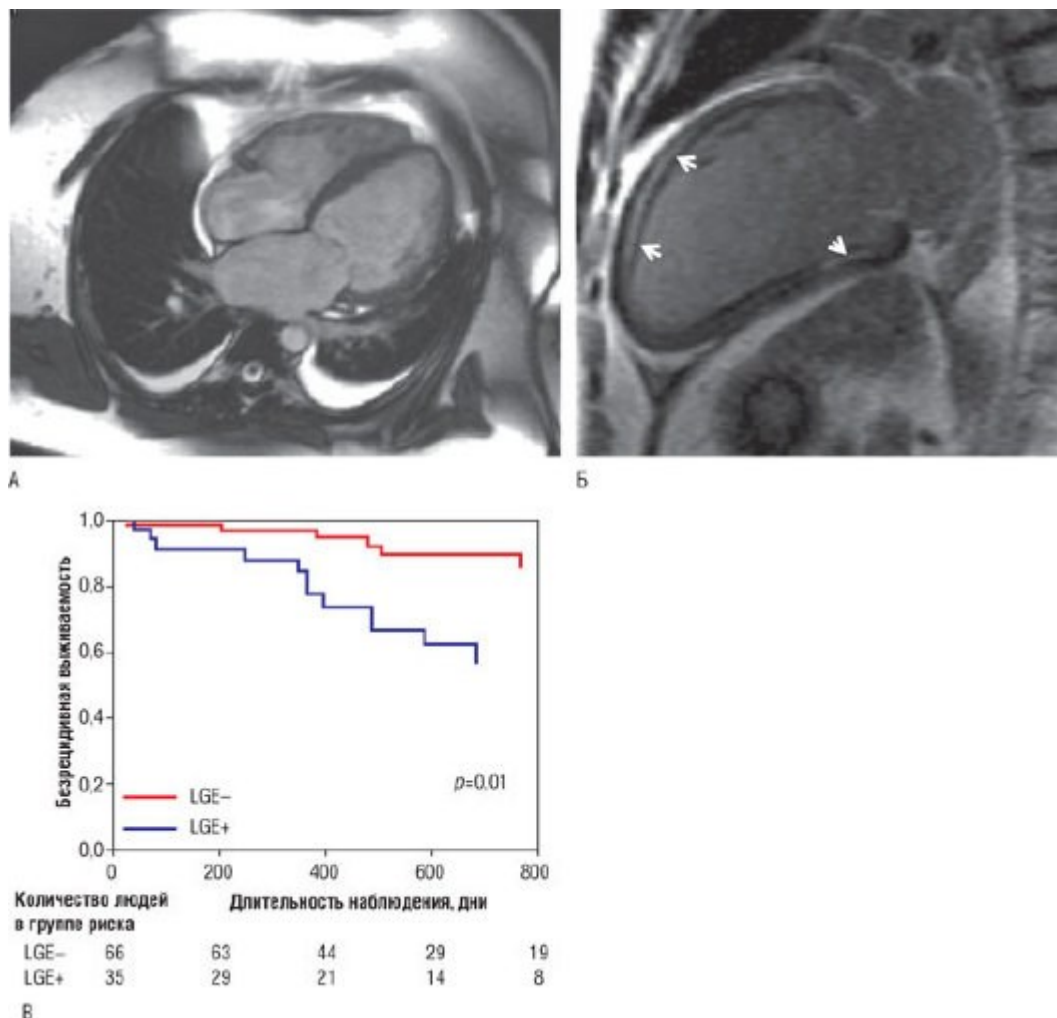 А
Б
Безрецидивная выживаемость
1,0
0,8
0,6
0,4
0,2
0,0
p=0.01
LGE–
LGE+
0 200 400 600 800
Количество людей
в группе риска
Длительность наблюдения, дни
LGE– 66 63 44 29 19
LGE+ 35 29 21 14 8
В